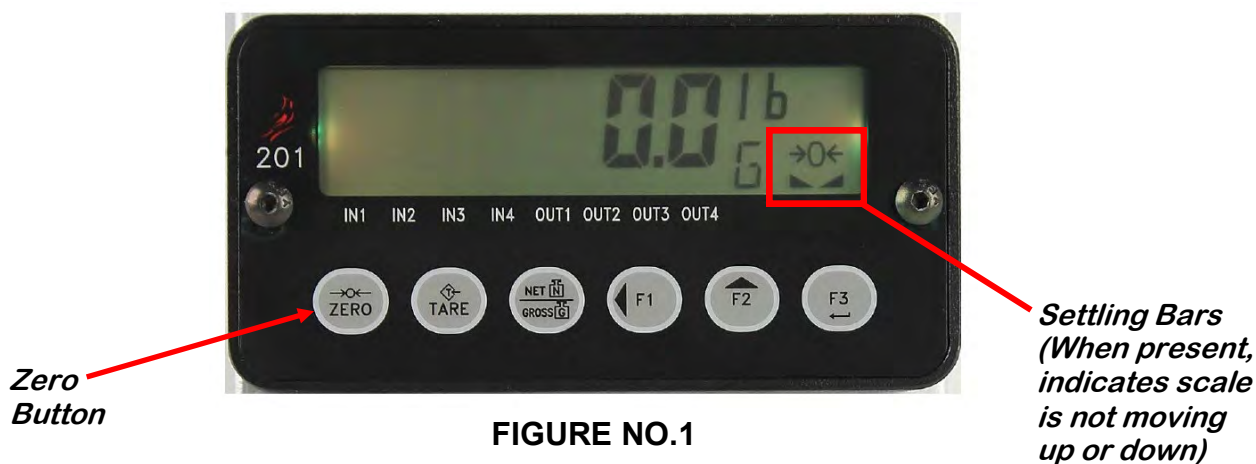 0.0 lb
G →0←
201
IN1 IN2 IN3 IN4 OUT1 OUT2 OUT3 OUT4
→0← ZERO
T TARE
NET N
GROSS G
F1
F2
F3
Zero
Button
Settling Bars
(When present,
indicates scale
is not moving
up or down)
FIGURE NO.1